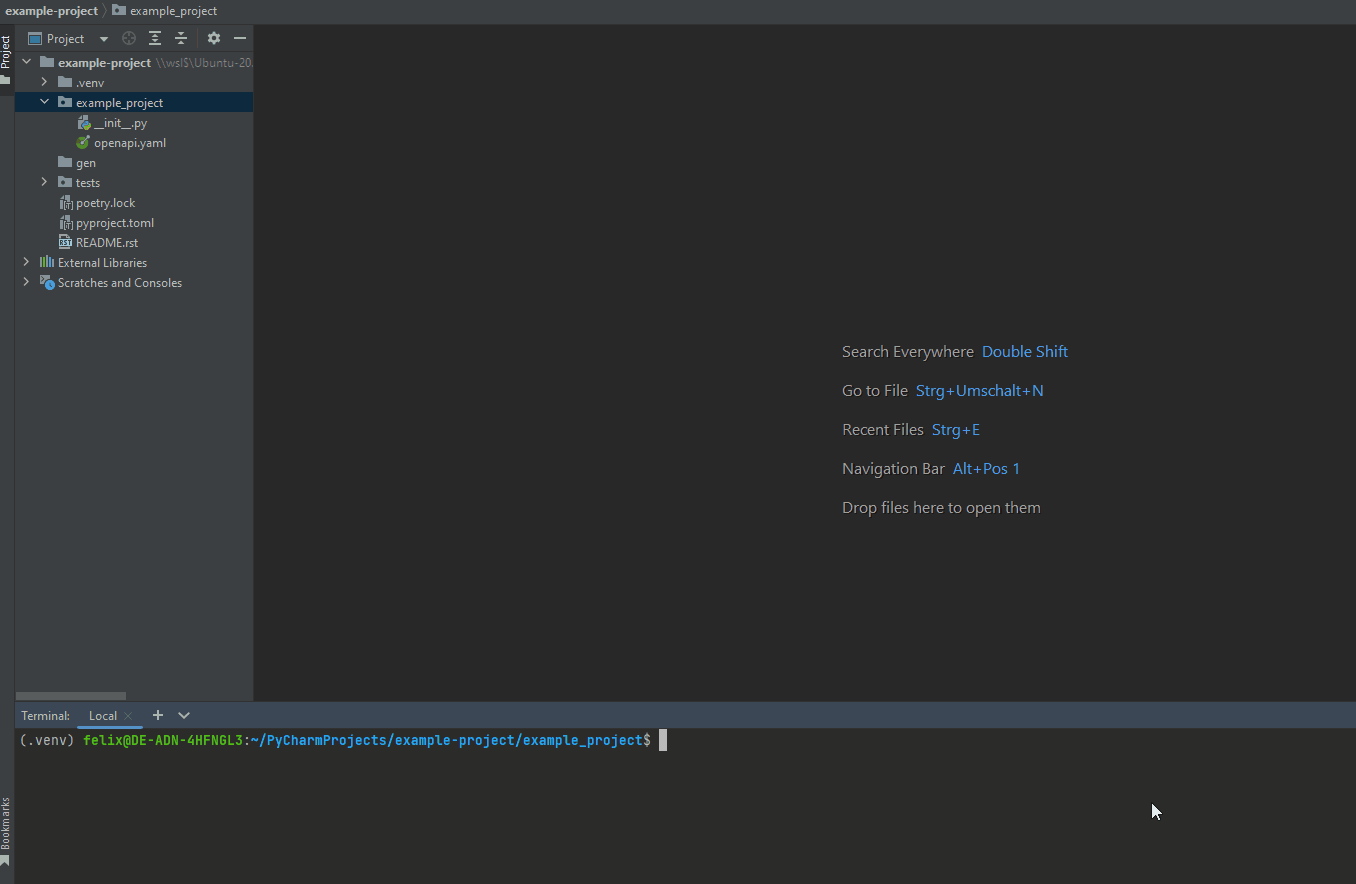 example-project example_project
Project
Project
example-project \\wsl$\Ubuntu-20.
.venv
example_project
__init__.py
openapi.yaml
gen
tests
poetry.lock
pyproject.toml
README.rst
External Libraries
Scratches and Consoles
Search Everywhere Double Shift
Go to File Strg+Umschalt+N
Recent Files Strg+E
Navigation Bar Alt+Pos 1
Drop files here to open them
Terminal: Local
(.venv) felix@DE-ADN-4HFNGL3:~/PyCharmProjects/example-project/example_project$
Bookmarks